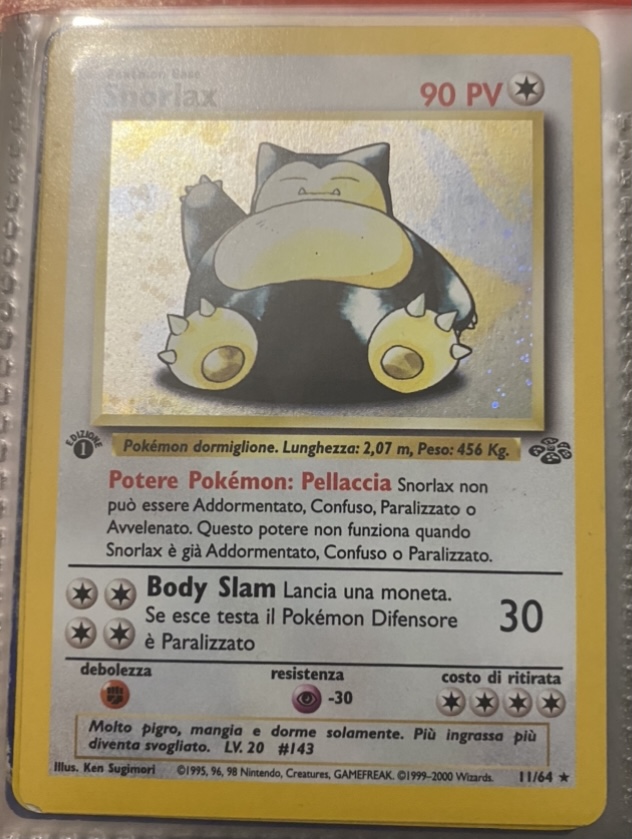 Pokémon Base
Snorlax 90 PV
EDIZIONE
1
Pokémon dormiglione. Lunghezza: 2,07 m, Peso: 456 Kg.
Potere Pokémon: Pellaccia Snorlax non
può essere Addormentato, Confuso, Paralizzato o
Avvelenato. Questo potere non funziona quando
Snorlax è già Addormentato, Confuso o Paralizzato.
Body Slam Lancia una moneta.
Se esce testa il Pokémon Difensore
è Paralizzato
30
debolezza resistenza costo di ritirata
-30
Molto pigro, mangia e dorme solamente. Più ingrassa più
diventa svogliato. LV. 20 #143
Illus. Ken Sugimori ©1995, 96, 98 Nintendo, Creatures, GAMEFREAK. ©1999-2000 Wizards. 11/64 ★